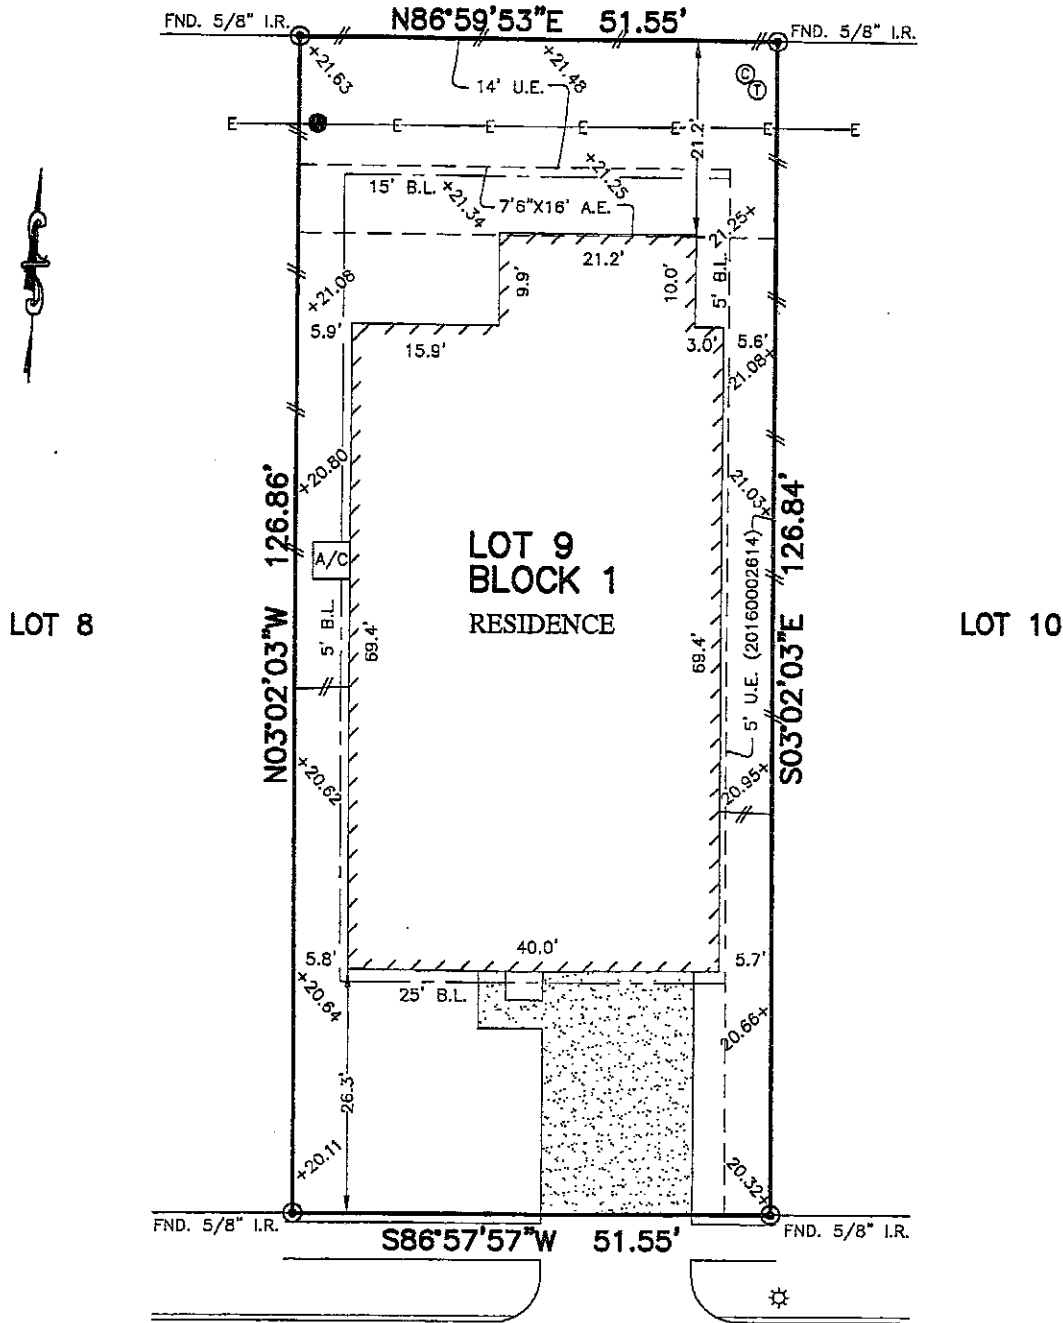 N86°59'53"E 51.55'
FND. 5/8" I.R.
FND. 5/8" I.R.
+21.63
+21.48
14' U.E.
C
T
E
E
E
E
E
E
E
21.2'
+21.25
15' B.L.
+21.34
7'6"X16' A.E.
21.25+
21.2'
9.9'
10.0'
5' B.L.
+21.08
5.9'
15.9'
3.0'
5.6'
21.08+
+20.80
21.03
N03°02'03"W 126.86'
S03°02'03"E 126.84'
A/C
LOT 9
BLOCK 1
RESIDENCE
LOT 8
LOT 10
5' B.L.
69.4'
69.4'
5' U.E. (20160002614)
+20.62
20.95+
5.8'
40.0'
5.7'
+20.64
25' B.L.
20.66+
26.3'
+20.11
20.32+
FND. 5/8" I.R.
FND. 5/8" I.R.
S86°57'57"W 51.55'